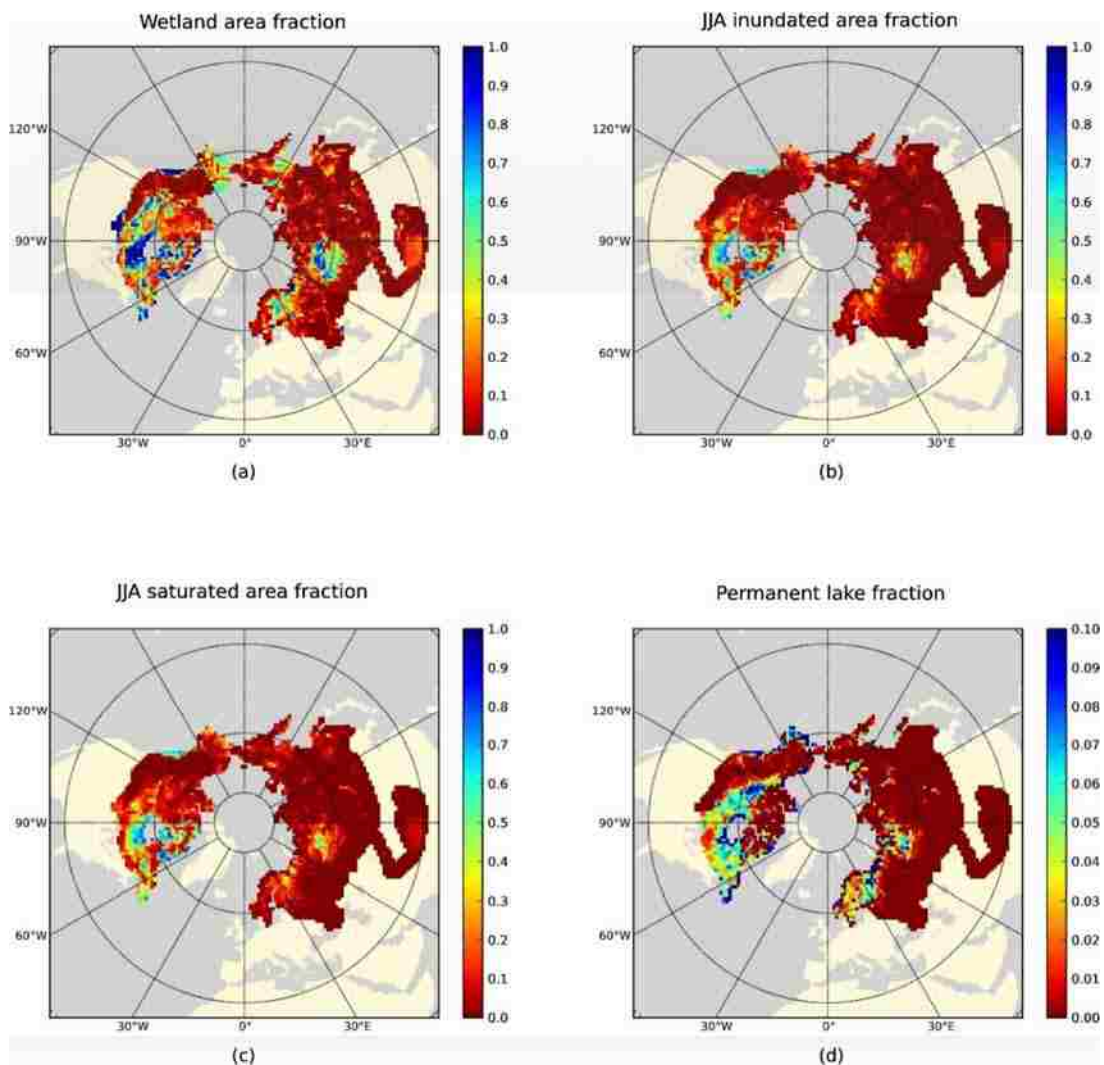 Wetland area fraction
JJA inundated area fraction
1.0
0.9
0.8
0.7
0.6
0.5
0.4
0.3
0.2
0.1
0.0
120°W
90°W
60°W
30°W 0° 30°E
(a)
1.0
0.9
0.8
0.7
0.6
0.5
0.4
0.3
0.2
0.1
0.0
120°W
90°W
60°W
30°W 0° 30°E
(b)
JJA saturated area fraction
Permanent lake fraction
1.0
0.9
0.8
0.7
0.6
0.5
0.4
0.3
0.2
0.1
0.0
120°W
90°W
60°W
30°W 0° 30°E
(c)
0.10
0.09
0.08
0.07
0.06
0.05
0.04
0.03
0.02
0.01
0.00
120°W
90°W
60°W
30°W 0° 30°E
(d)